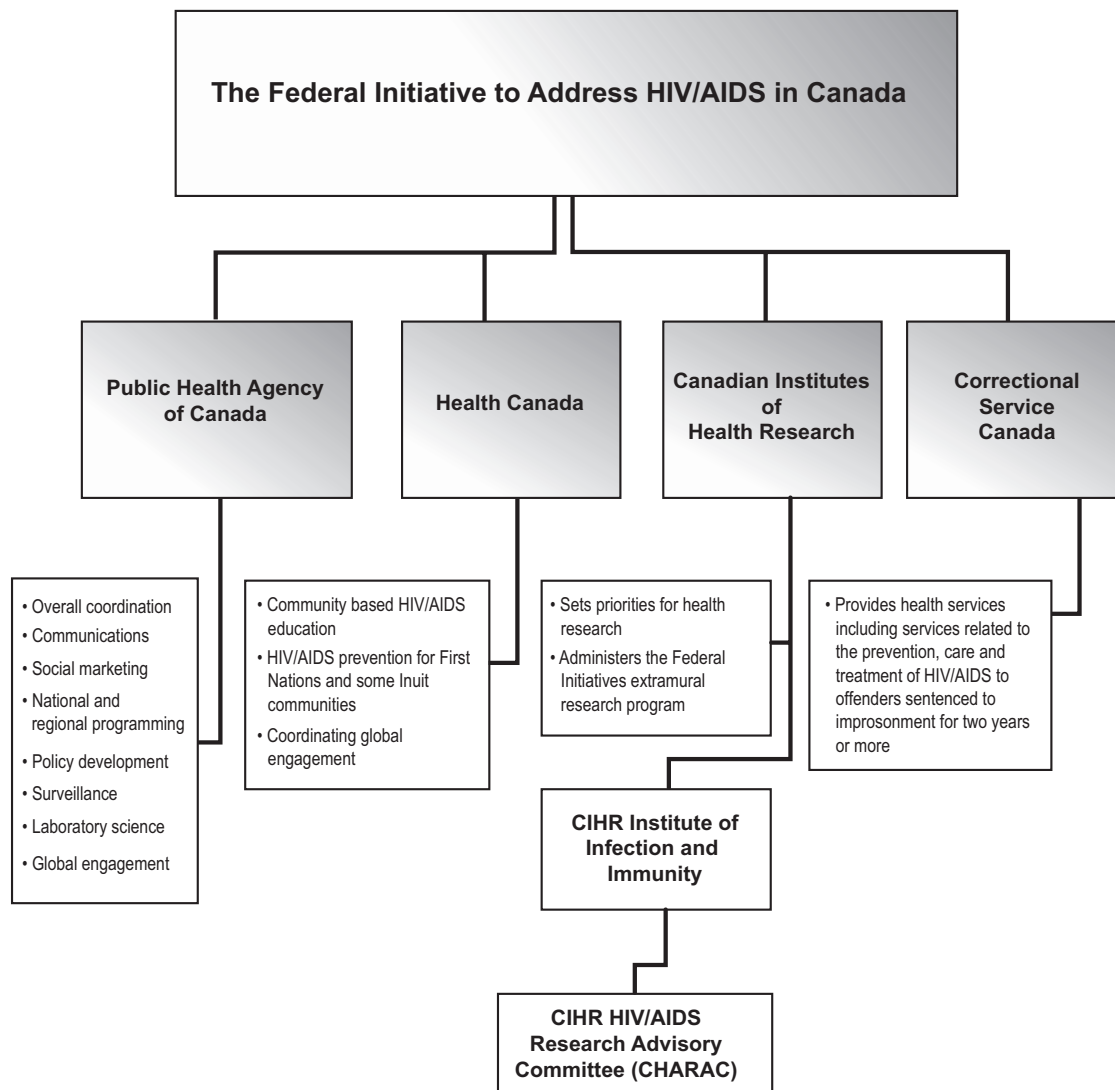 The Federal Initiative to Address HIV/AIDS in Canada
Public Health Agency
of Canada
Health Canada
Canadian Institutes
of
Health Research
Correctional
Service
Canada
• Overall coordination
• Communications
• Social marketing
• National and
regional programming
• Policy development
• Surveillance
• Laboratory science
• Global engagement
• Community based HIV/AIDS
education
• HIV/AIDS prevention for First
Nations and some Inuit
communities
• Coordinating global
engagement
• Sets priorities for health
research
• Administers the Federal
Initiatives extramural
research program
• Provides health services
including services related to
the prevention, care and
treatment of HIV/AIDS to
offenders sentenced to
improsonment for two years
or more
CIHR Institute of
Infection and
Immunity
CIHR HIV/AIDS
Research Advisory
Committee (CHARAC)